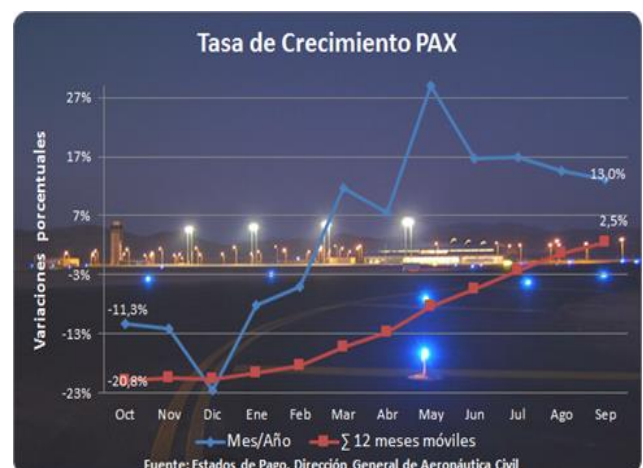 Tasa de Crecimiento PAX
Variaciones porcentuales
27%
17%
7%
-3%
-13%
-23%
-11,3%
-20,8%
13,0%
2,5%
Oct Nov Dic Ene Feb Mar Abr May Jun Jul Ago Sep
Mes/Año ∑ 12 meses móviles
Fuente: Estados de Pago, Dirección General de Aeronáutica Civil